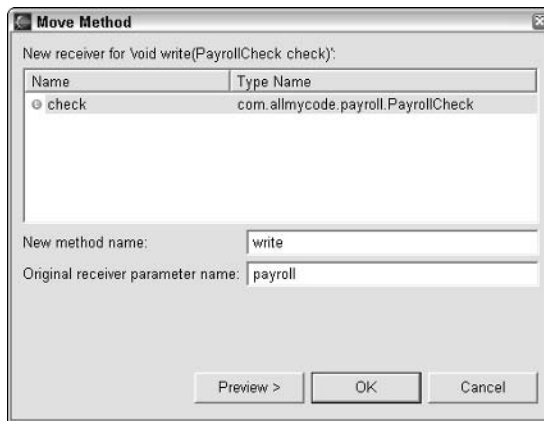 Move Method
New receiver for 'void write(PayrollCheck check)':
Name Type Name
check com.allmycode.payroll.PayrollCheck
New method name: write
Original receiver parameter name: payroll
Preview > OK Cancel